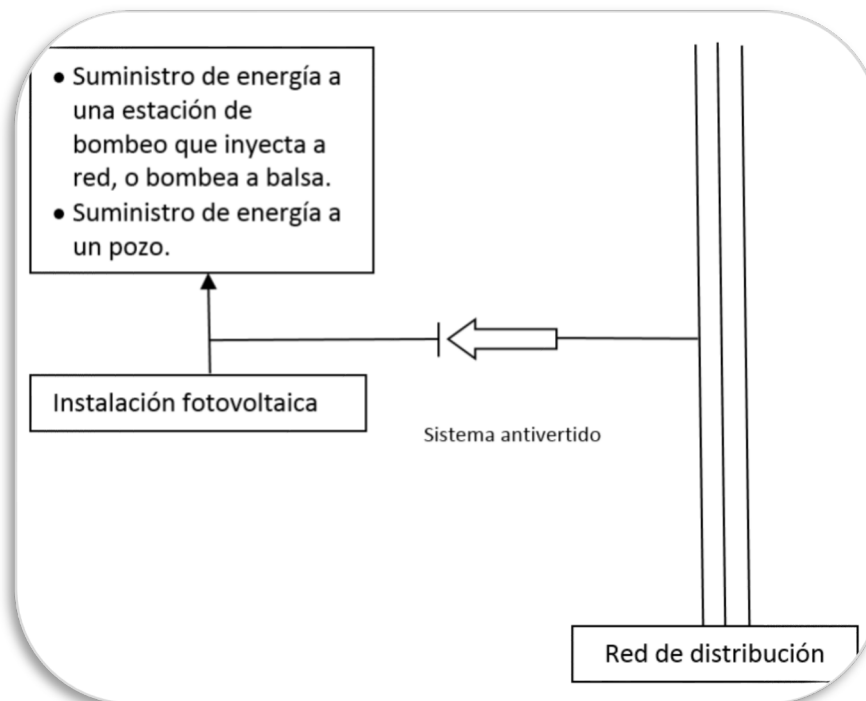 • Suministro de energía a
una estación de
bombeo que inyecta a
red, o bombea a balsa.
• Suministro de energía a
un pozo.
Instalación fotovoltaica
Sistema antivertido
Red de distribución